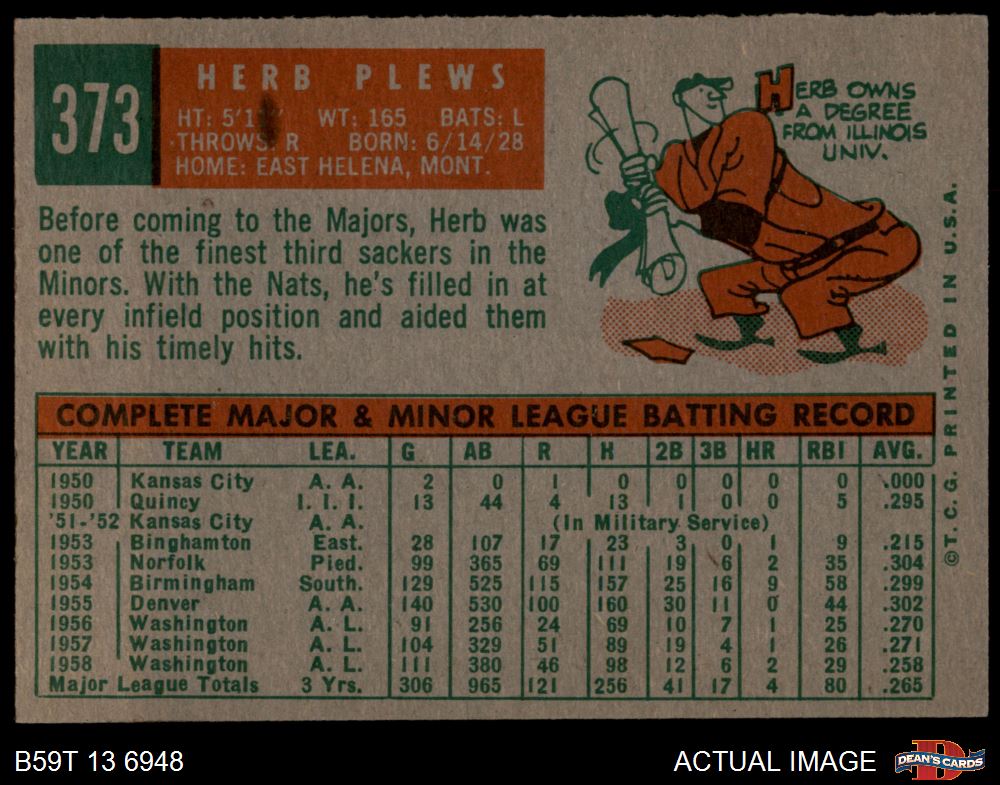 373
HERB PLEWS
HT: 5'1 WT: 165 BATS: L
THROWS: R BORN: 6/14/28
HOME: EAST HELENA, MONT.
HERB OWNS
A DEGREE
FROM ILLINOIS
UNIV.
Before coming to the Majors, Herb was
one of the finest third sackers in the
Minors. With the Nats, he's filled in at
every infield position and aided them
with his timely hits.
COMPLETE MAJOR & MINOR LEAGUE BATTING RECORD
YEAR TEAM LEA. G AB R H 2B 3B HR RBI AVG.
1950 Kansas City A. A. 2 0 1 0 0 0 0 0 .000
1950 Quincy I. I. I. 13 44 4 13 1 0 0 5 .295
'51-'52 Kansas City A. A. (In Military Service)
1953 Binghamton East. 28 107 17 23 3 0 1 9 .215
1953 Norfolk Pied. 99 365 69 111 19 6 2 35 .304
1954 Birmingham South. 129 525 115 157 25 16 9 58 .299
1955 Denver A. A. 140 530 100 160 30 11 0 44 .302
1956 Washington A. L. 91 256 24 69 10 7 1 25 .270
1957 Washington A. L. 104 329 51 89 19 4 1 26 .271
1958 Washington A. L. 111 380 46 98 12 6 2 29 .258
Major League Totals 3 Yrs. 306 965 121 256 41 17 4 80 .265
©T.C.G. PRINTED IN U.S.A.
B59T 13 6948
ACTUAL IMAGE
D
DEAN'S CARDS